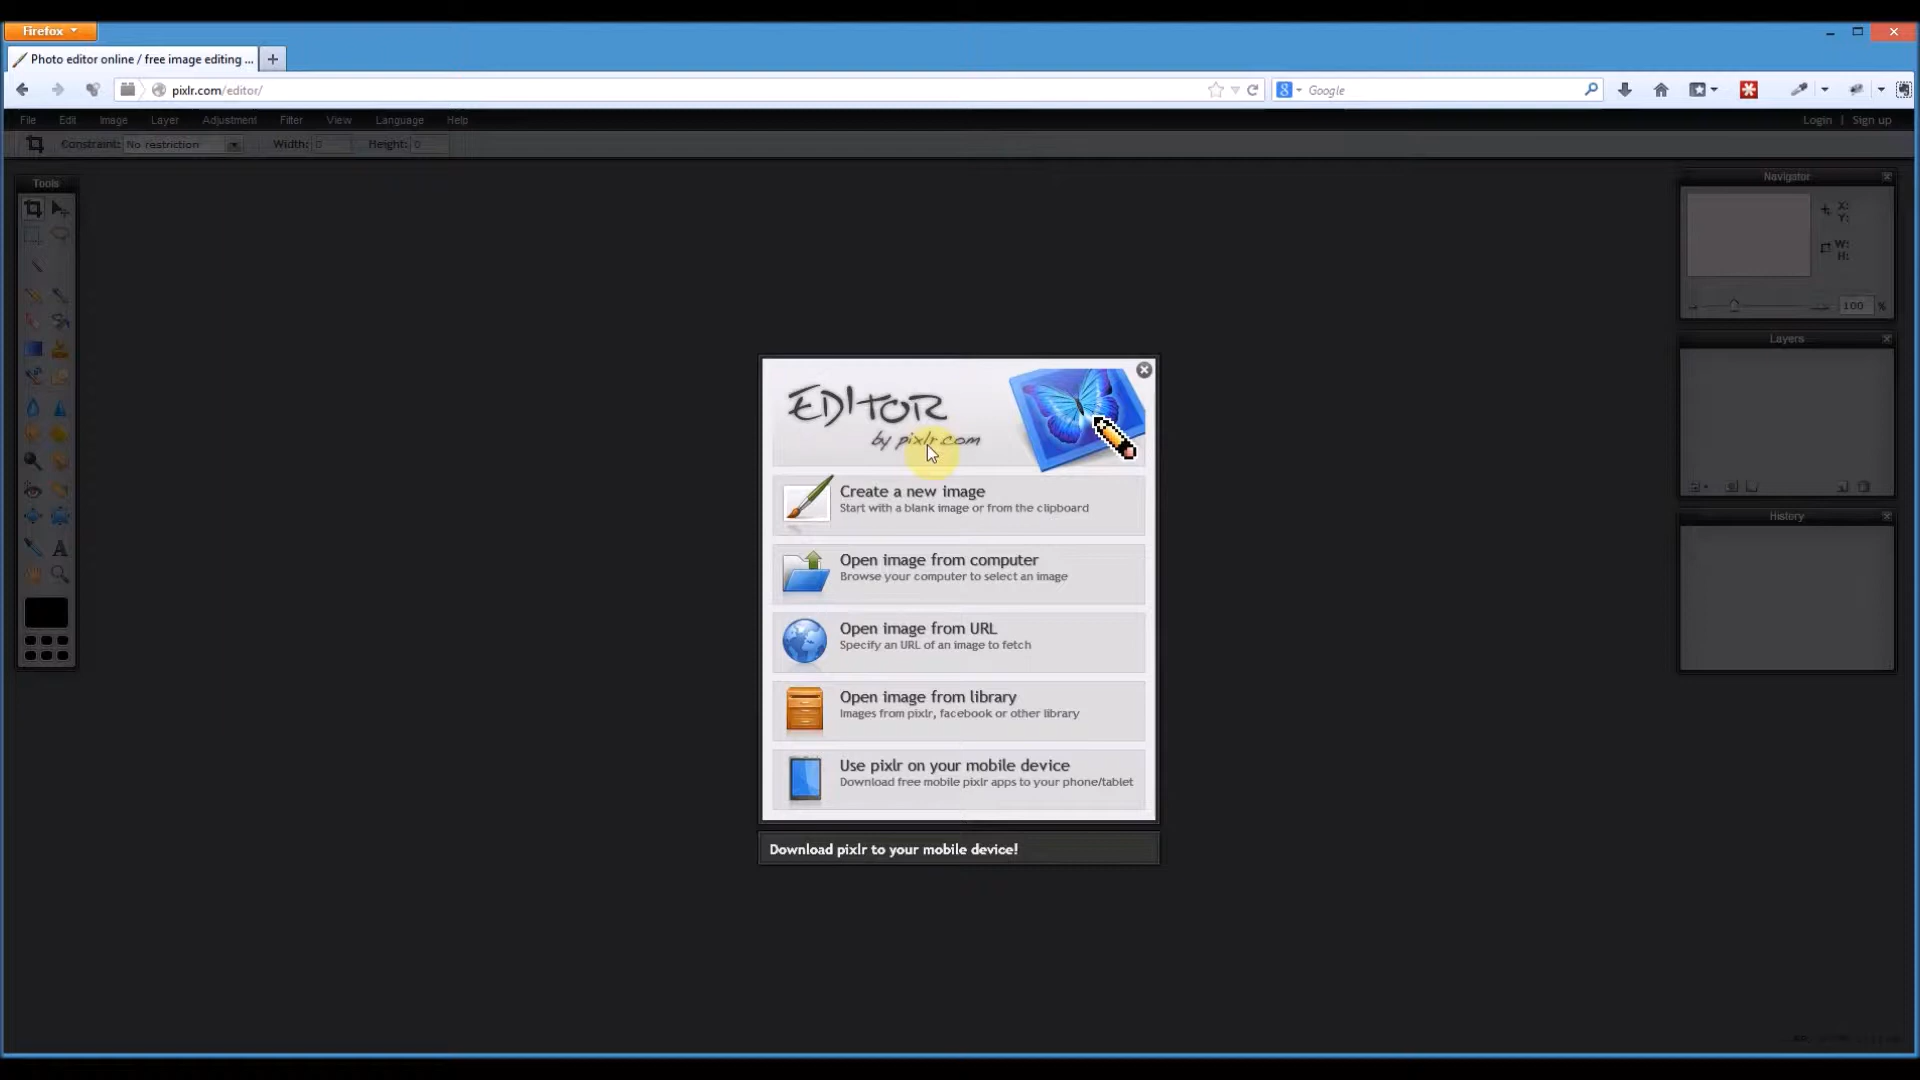 Firefox
Photo editor online / free image editing ...
pixlr.com/editor/
8
Google
File Edit Image Layer Adjustment Filter View Language Help
Login | Sign up
Constraint: No restriction Width: 0 Height: 0
Tools
Navigator
X:
Y:
W:
H:
100 %
Layers
History
EDITOR
by pixlr.com
Create a new image
Start with a blank image or from the clipboard
Open image from computer
Browse your computer to select an image
Open image from URL
Specify an URL of an image to fetch
Open image from library
Images from pixlr, facebook or other library
Use pixlr on your mobile device
Download free mobile pixlr apps to your phone/tablet
Download pixlr to your mobile device!